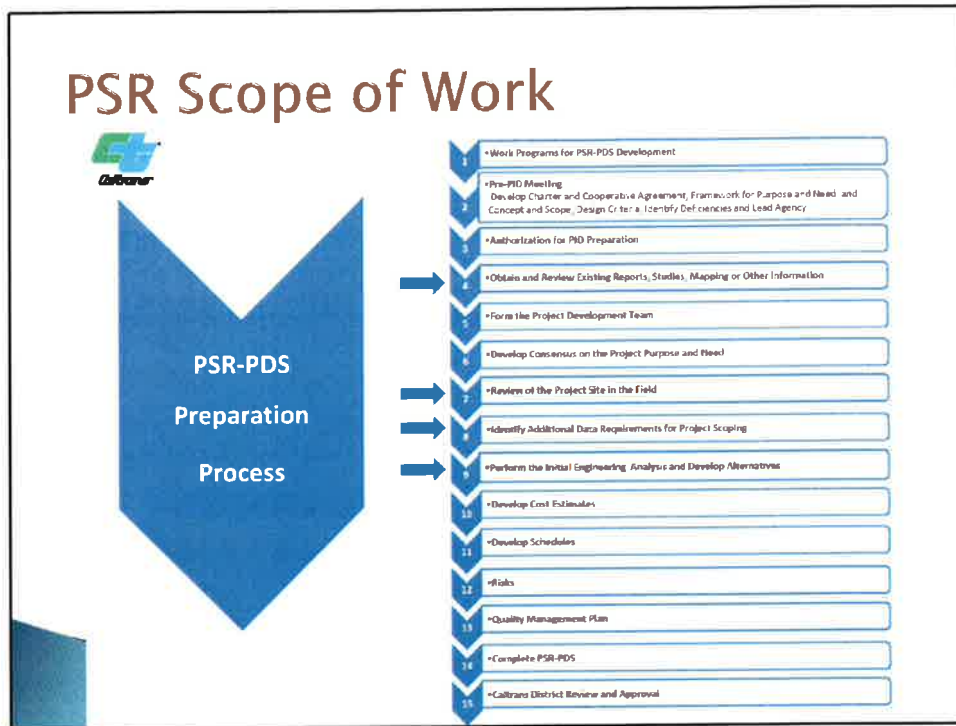 PSR Scope of Work
Caltrans
PSR-PDS
Preparation
Process
1
•Work Programs for PSR-PDS Development
2
•Pre-PID Meeting
Develop Charter and Cooperative Agreement, Framework for Purpose and Need and
Concept and Scope, Design Criteria Identify Deficiencies and Lead Agency
3
•Authorization for PID Preparation
4
•Obtain and Review Existing Reports, Studies, Mapping or Other Information
5
•Form the Project Development Team
6
•Develop Consensus on the Project Purpose and Need
7
•Review of the Project Site in the Field
8
•Identify Additional Data Requirements for Project Scoping
9
•Perform the Initial Engineering Analysis and Develop Alternatives
10
•Develop Cost Estimates
11
•Develop Schedules
12
•Risks
13
•Quality Management Plan
14
•Complete PSR-PDS
15
•Caltrans District Review and Approval